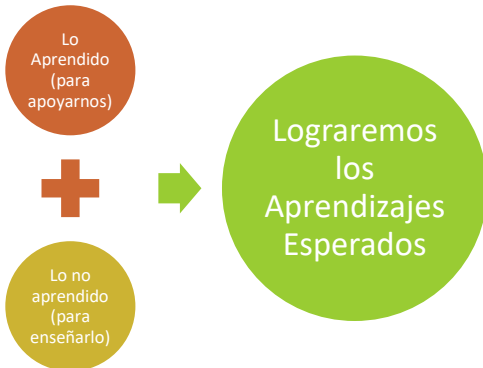 Lo
Aprendido
(para
apoyarnos)
Lo no
aprendido
(para
enseñarlo)
Lograremos
los
Aprendizajes
Esperados